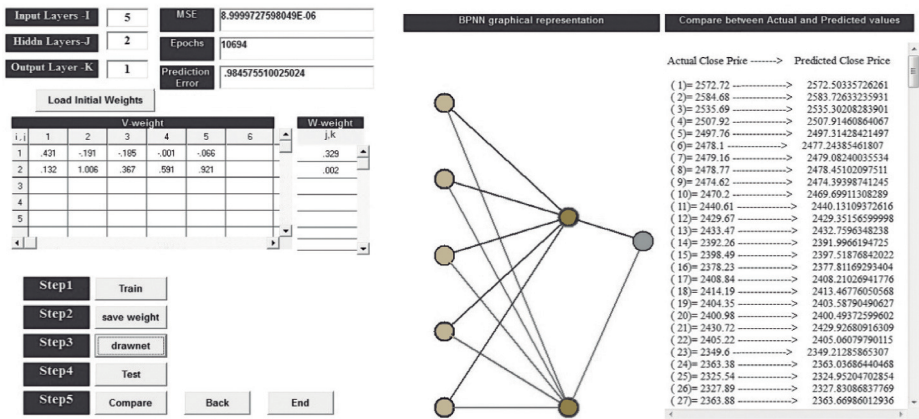 Input Layers -I 5
Hiddn Layers-J 2
Output Layer -K 1
MSE 8.9999727598049E-06
Epochs 10694
Prediction Error .984575510025024
Load Initial Weights
V-weight
i,j 1 2 3 4 5 6
1 .431 -.191 -.185 -.001 -.066
2 .132 1.006 .367 .591 .921
3
4
5
W-weight
j,k
.329
.002
Step1 Train
Step2 save weight
Step3 drawnet
Step4 Test
Step5 Compare Back End
BPNN graphical representation
Compare between Actual and Predicted values
Actual Close Price -------> Predicted Close Price
( 1)= 2572.72 ---------------> 2572.50335726261
( 2)= 2584.68 ---------------> 2583.72633235931
( 3)= 2535.69 ---------------> 2535.30208283901
( 4)= 2507.92 ---------------> 2507.91460864067
( 5)= 2497.76 ---------------> 2497.31428421497
( 6)= 2478.1 ---------------> 2477.24385461807
( 7)= 2479.16 ---------------> 2479.08240035534
( 8)= 2478.77 ---------------> 2478.45102097511
( 9)= 2474.62 ---------------> 2474.39398741245
( 10)= 2470.2 ---------------> 2469.69911308289
( 11)= 2440.61 ---------------> 2440.13109372616
( 12)= 2429.67 ---------------> 2429.35156599998
( 13)= 2433.47 ---------------> 2432.7596348238
( 14)= 2392.26 ---------------> 2391.9966194725
( 15)= 2398.49 ---------------> 2397.51876842022
( 16)= 2378.23 ---------------> 2377.81169293404
( 17)= 2408.84 ---------------> 2408.21026941776
( 18)= 2414.19 ---------------> 2413.46776050568
( 19)= 2404.35 ---------------> 2403.58790490627
( 20)= 2400.98 ---------------> 2400.49372599602
( 21)= 2430.72 ---------------> 2429.92680916309
( 22)= 2405.22 ---------------> 2405.06079790115
( 23)= 2349.6 ---------------> 2349.21285865307
( 24)= 2363.38 ---------------> 2363.03686440468
( 25)= 2325.54 ---------------> 2324.95204702854
( 26)= 2327.89 ---------------> 2327.83086837769
( 27)= 2363.88 ---------------> 2363.66986012936